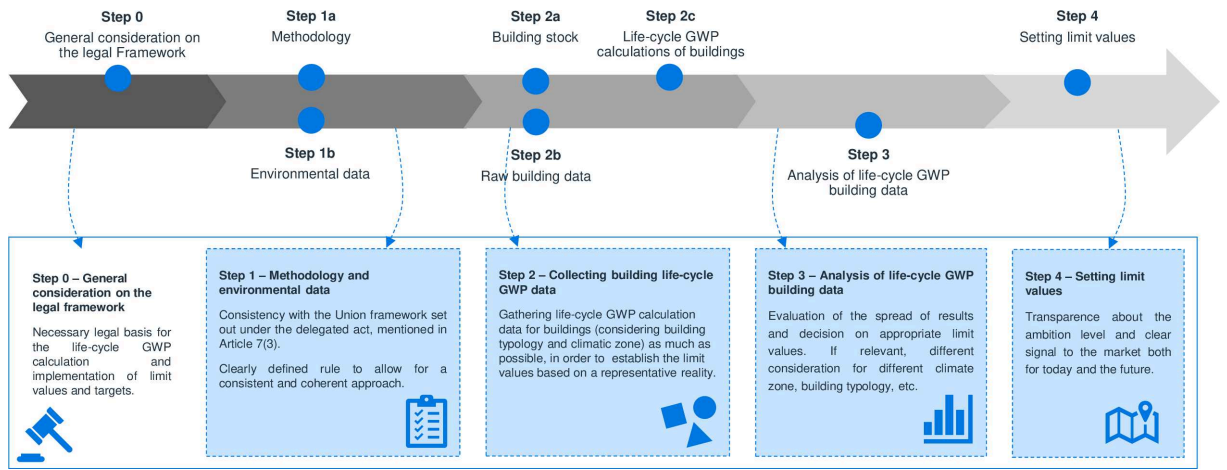 Step 0
General consideration on
the legal Framework
Step 1a
Methodology
Step 2a
Building stock
Step 2c
Life-cycle GWP
calculations of buildings
Step 4
Setting limit values
Step 1b
Environmental data
Step 2b
Raw building data
Step 3
Analysis of life-cycle GWP
building data
Step 0 – General
consideration on the
legal framework
Necessary legal basis for
the life-cycle GWP
calculation and
implementation of limit
values and targets.
Step 1 – Methodology and
environmental data
Consistency with the Union framework set
out under the delegated act, mentioned in
Article 7(3).
Clearly defined rule to allow for a
consistent and coherent approach.
Step 2 – Collecting building life-cycle
GWP data
Gathering life-cycle GWP calculation
data for buildings (considering building
typology and climatic zone) as much as
possible, in order to establish the limit
values based on a representative reality.
Step 3 – Analysis of life-cycle GWP
building data
Evaluation of the spread of results
and decision on appropriate limit
values. If relevant, different
consideration for different climate
zone, building typology, etc.
Step 4 – Setting limit
values
Transparence about the
ambition level and clear
signal to the market both
for today and the future.